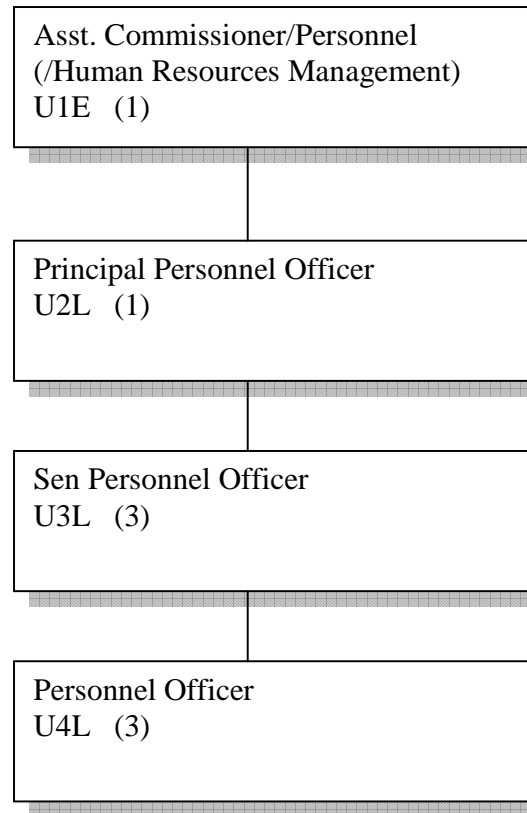 Asst. Commissioner/Personnel
(/Human Resources Management)
U1E (1)
Principal Personnel Officer
U2L (1)
Sen Personnel Officer
U3L (3)
Personnel Officer
U4L (3)